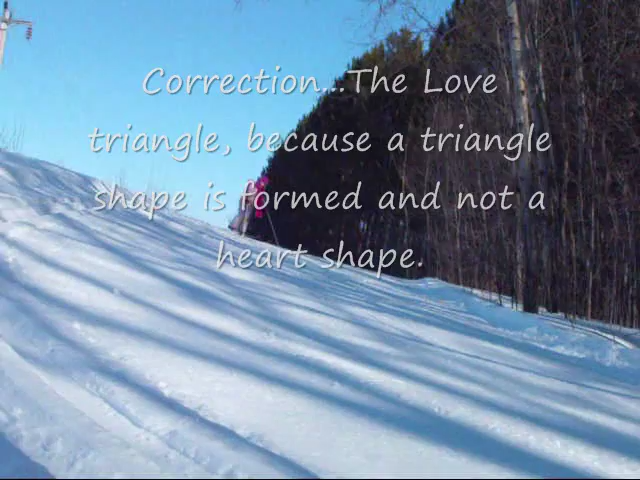 Correction...The Love
triangle, because a triangle
shape is formed and not a
heart shape.